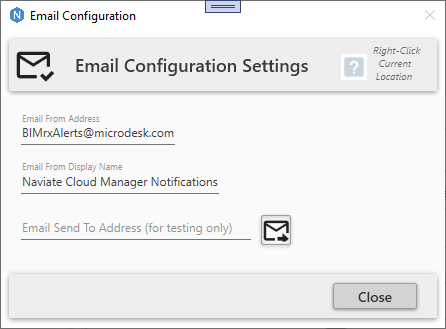 Email Configuration
Email Configuration Settings
Right-Click
Current
Location
Email From Address
BIMrxAlerts@microdesk.com
Email From Display Name
Naviate Cloud Manager Notifications
Email Send To Address (for testing only)
Close